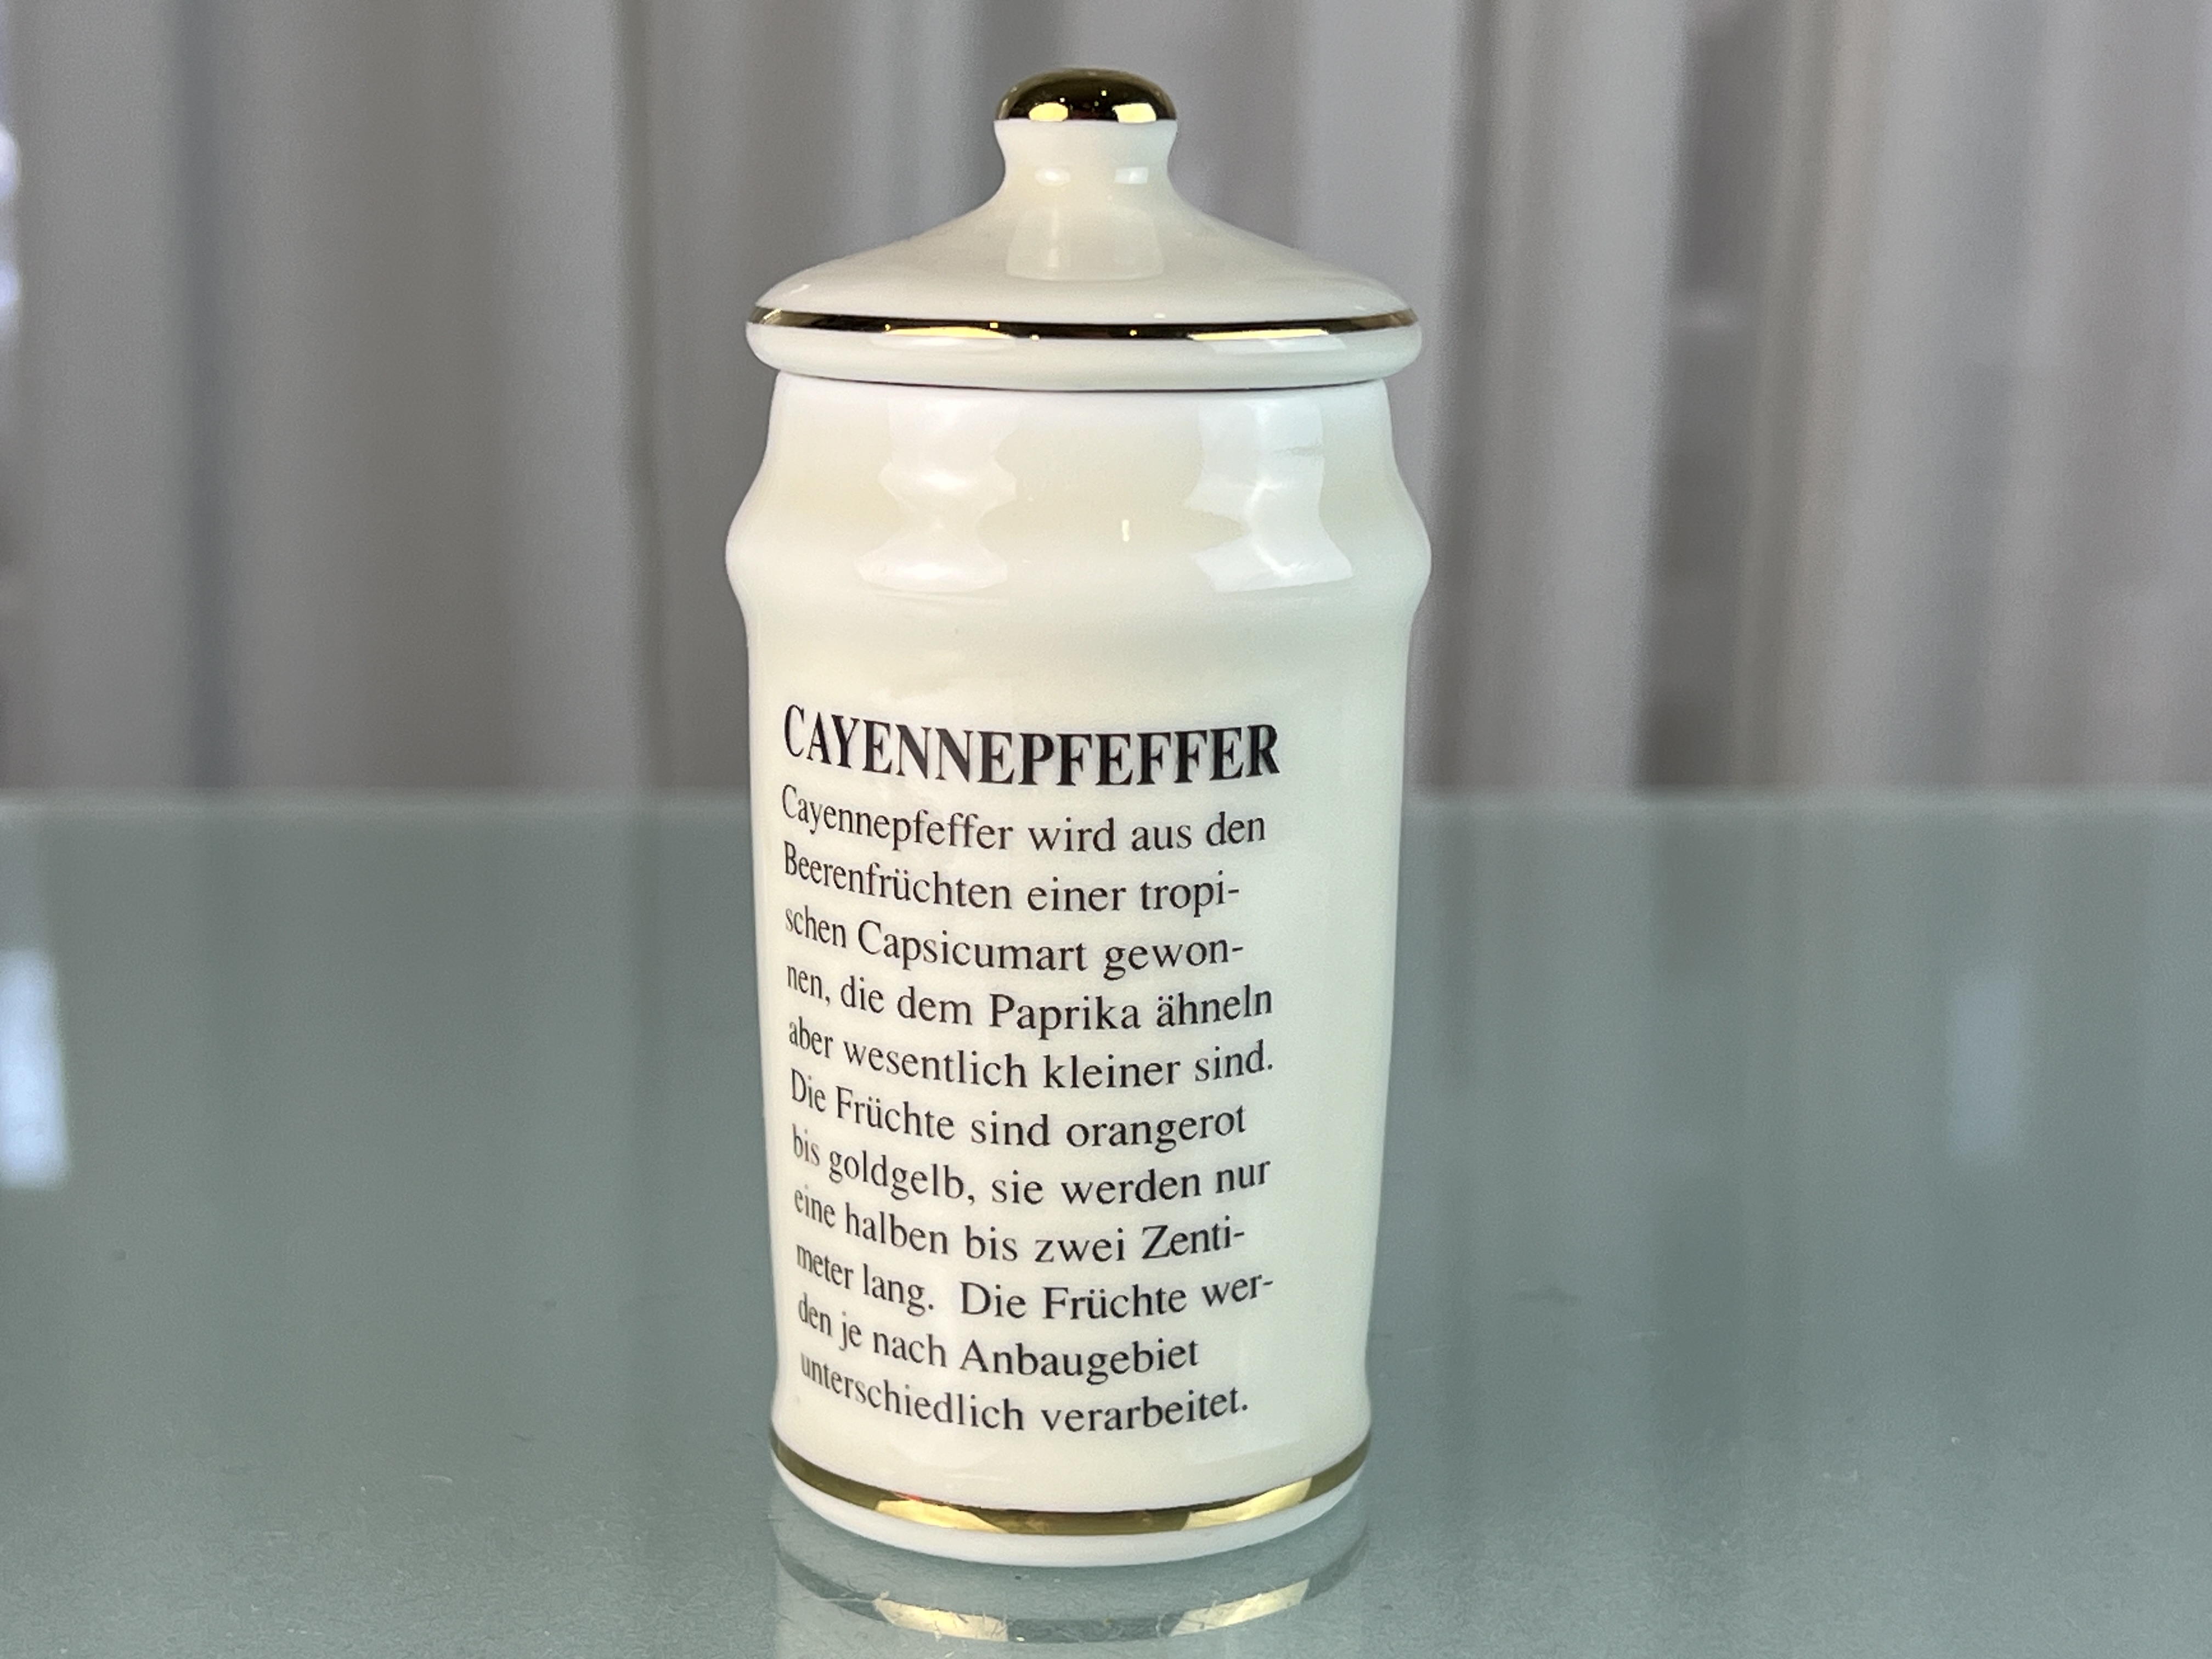 CAYENNEPFEFFER
Cayennepfeffer wird aus den
Beerenfrüchten einer tropi-
schen Capsicumart gewon-
nen, die dem Paprika ähneln
aber wesentlich kleiner sind.
Die Früchte sind orangerot
bis goldgelb, sie werden nur
eine halben bis zwei Zenti-
meter lang. Die Früchte wer-
den je nach Anbaugebiet
unterschiedlich verarbeitet.